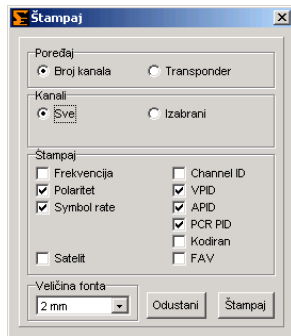 Štampaj
Poređaj
Broj kanala Transponder
Kanali
Sve Izabrani
Štampaj
Frekvencija Channel ID
Polaritet VPID
Symbol rate APID
PCR PID
Kodiran
Satelit FAV
Veličina fonta
2 mm Odustani Štampaj